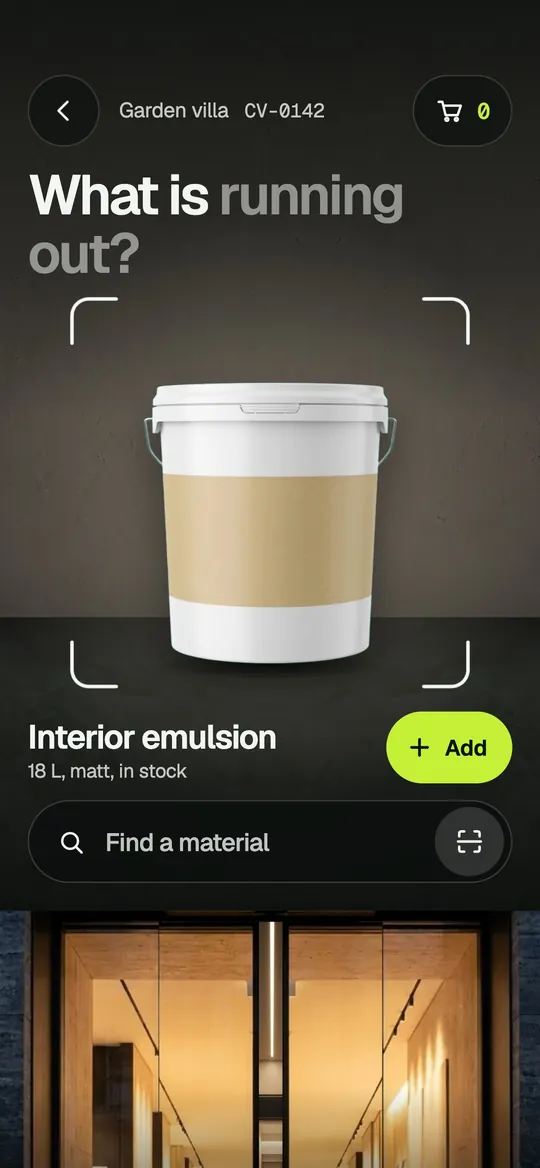 Garden villa CV-0142
0
What is running
out?
Interior emulsion
18 L, matt, in stock
Add
Find a material